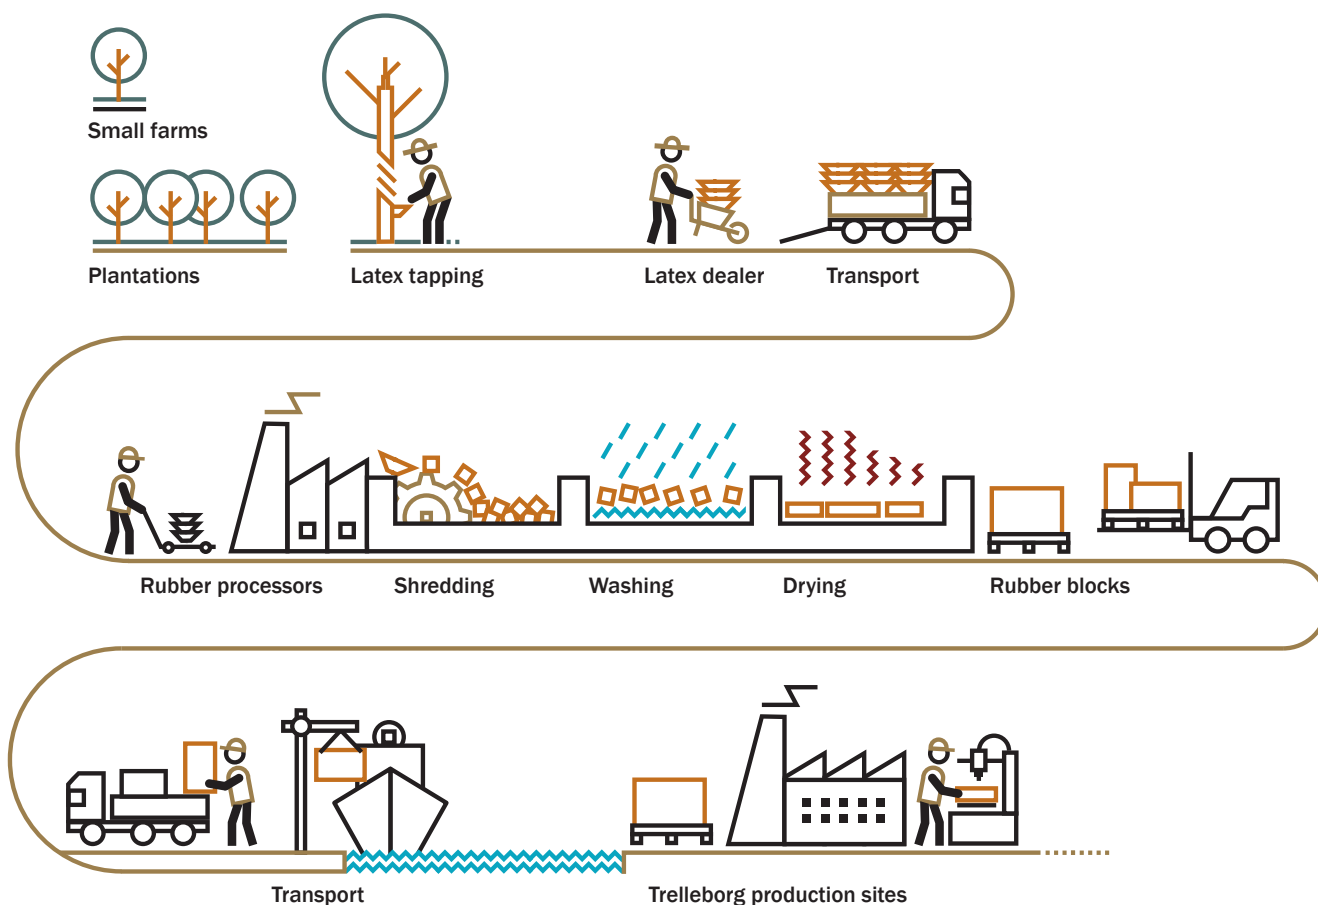 Small farms
Plantations
Latex tapping
Latex dealer
Transport
Rubber processors
Shredding
Washing
Drying
Rubber blocks
Transport
Trelleborg production sites